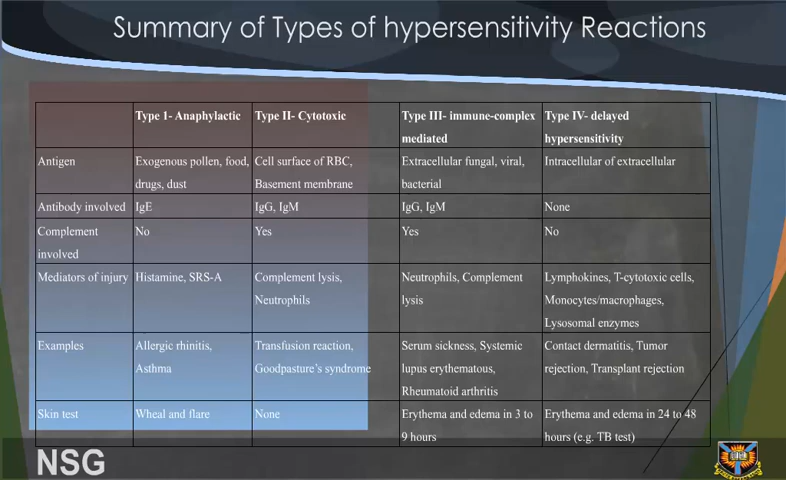 Summary of Types of hypersensitivity Reactions
Type 1- Anaphylactic
Type II- Cytotoxic
Type III- immune-complex
mediated
Type IV- delayed
hypersensitivity
Antigen
Exogenous pollen, food,
drugs, dust
Cell surface of RBC,
Basement membrane
Extracellular fungal, viral,
bacterial
Intracellular of extracellular
Antibody involved
IgE
IgG, IgM
IgG, IgM
None
Complement
involved
No
Yes
Yes
No
Mediators of injury
Histamine, SRS-A
Complement lysis,
Neutrophils
Neutrophils, Complement
lysis
Lymphokines, T-cytotoxic cells,
Monocytes/macrophages,
Lysosomal enzymes
Examples
Allergic rhinitis,
Asthma
Transfusion reaction,
Goodpasture's syndrome
Serum sickness, Systemic
lupus erythematous,
Rheumatoid arthritis
Contact dermatitis, Tumor
rejection, Transplant rejection
Skin test
Wheal and flare
None
Erythema and edema in 3 to
9 hours
Erythema and edema in 24 to 48
hours (e.g. TB test)
NSG